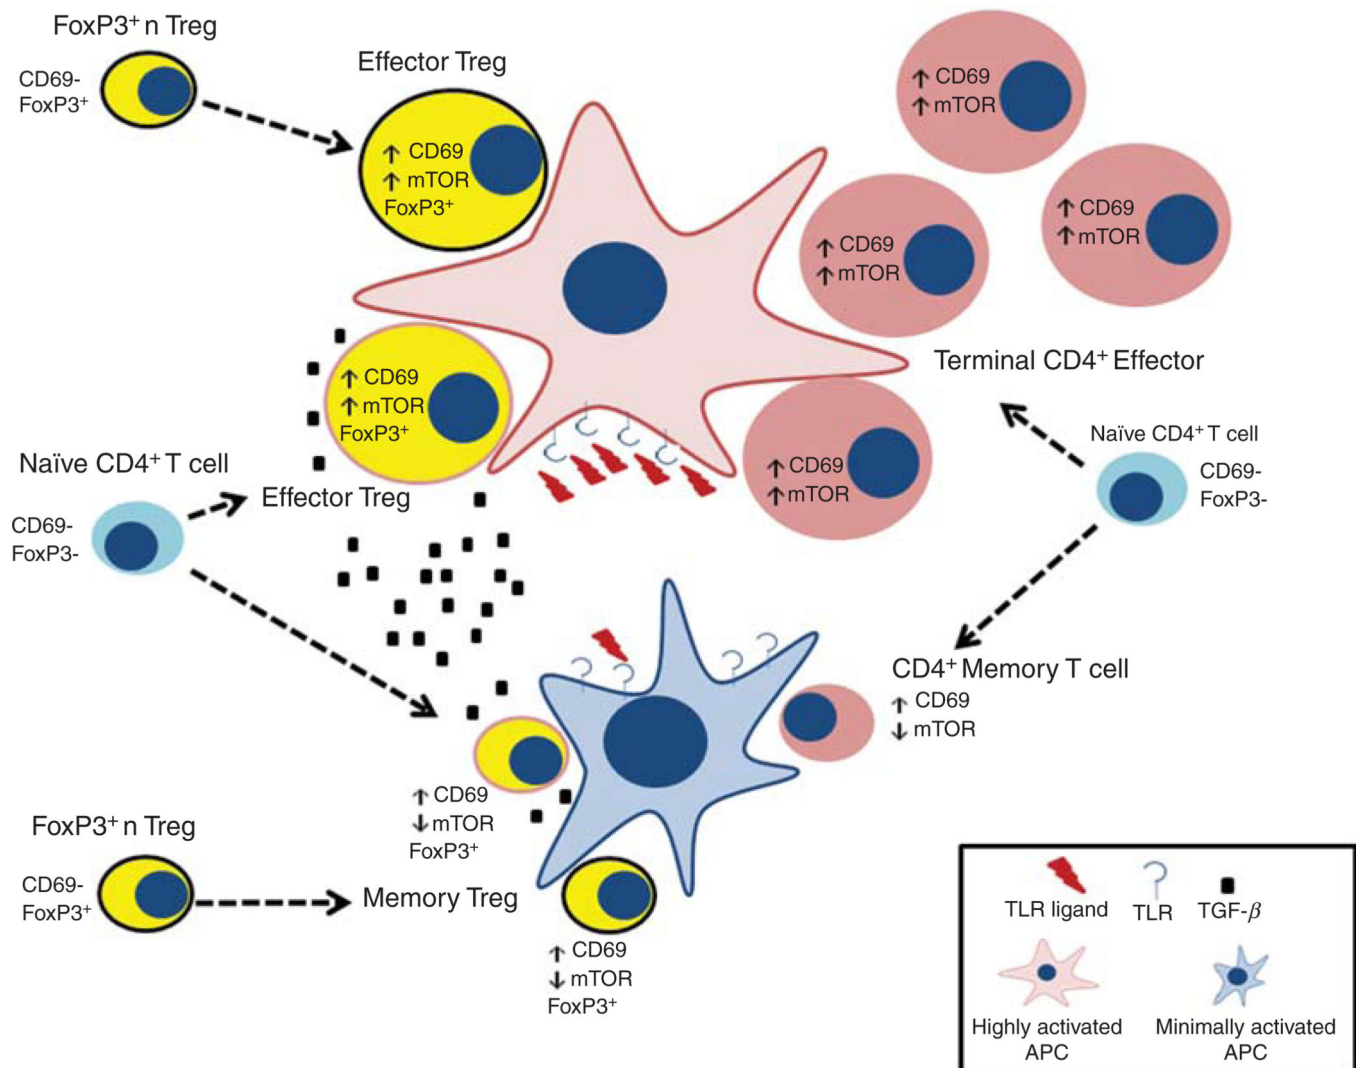 FoxP3⁺ n Treg
CD69-
FoxP3⁺
Effector Treg
↑ CD69
↑ mTOR
FoxP3⁺
↑ CD69
↑ mTOR
↑ CD69
↑ mTOR
↑ CD69
↑ mTOR
↑ CD69
↑ mTOR
FoxP3⁺
Terminal CD4⁺ Effector
Naïve CD4⁺ T cell
CD69-
FoxP3-
↑ CD69
↑ mTOR
Naïve CD4⁺ T cell
CD69-
FoxP3-
Effector Treg
CD4⁺ Memory T cell
↑ CD69
↓ mTOR
↑ CD69
↓ mTOR
FoxP3⁺
FoxP3⁺ n Treg
CD69-
FoxP3⁺
Memory Treg
↑ CD69
↓ mTOR
FoxP3⁺
TLR ligand
TLR
TGF-β
Highly activated
APC
Minimally activated
APC